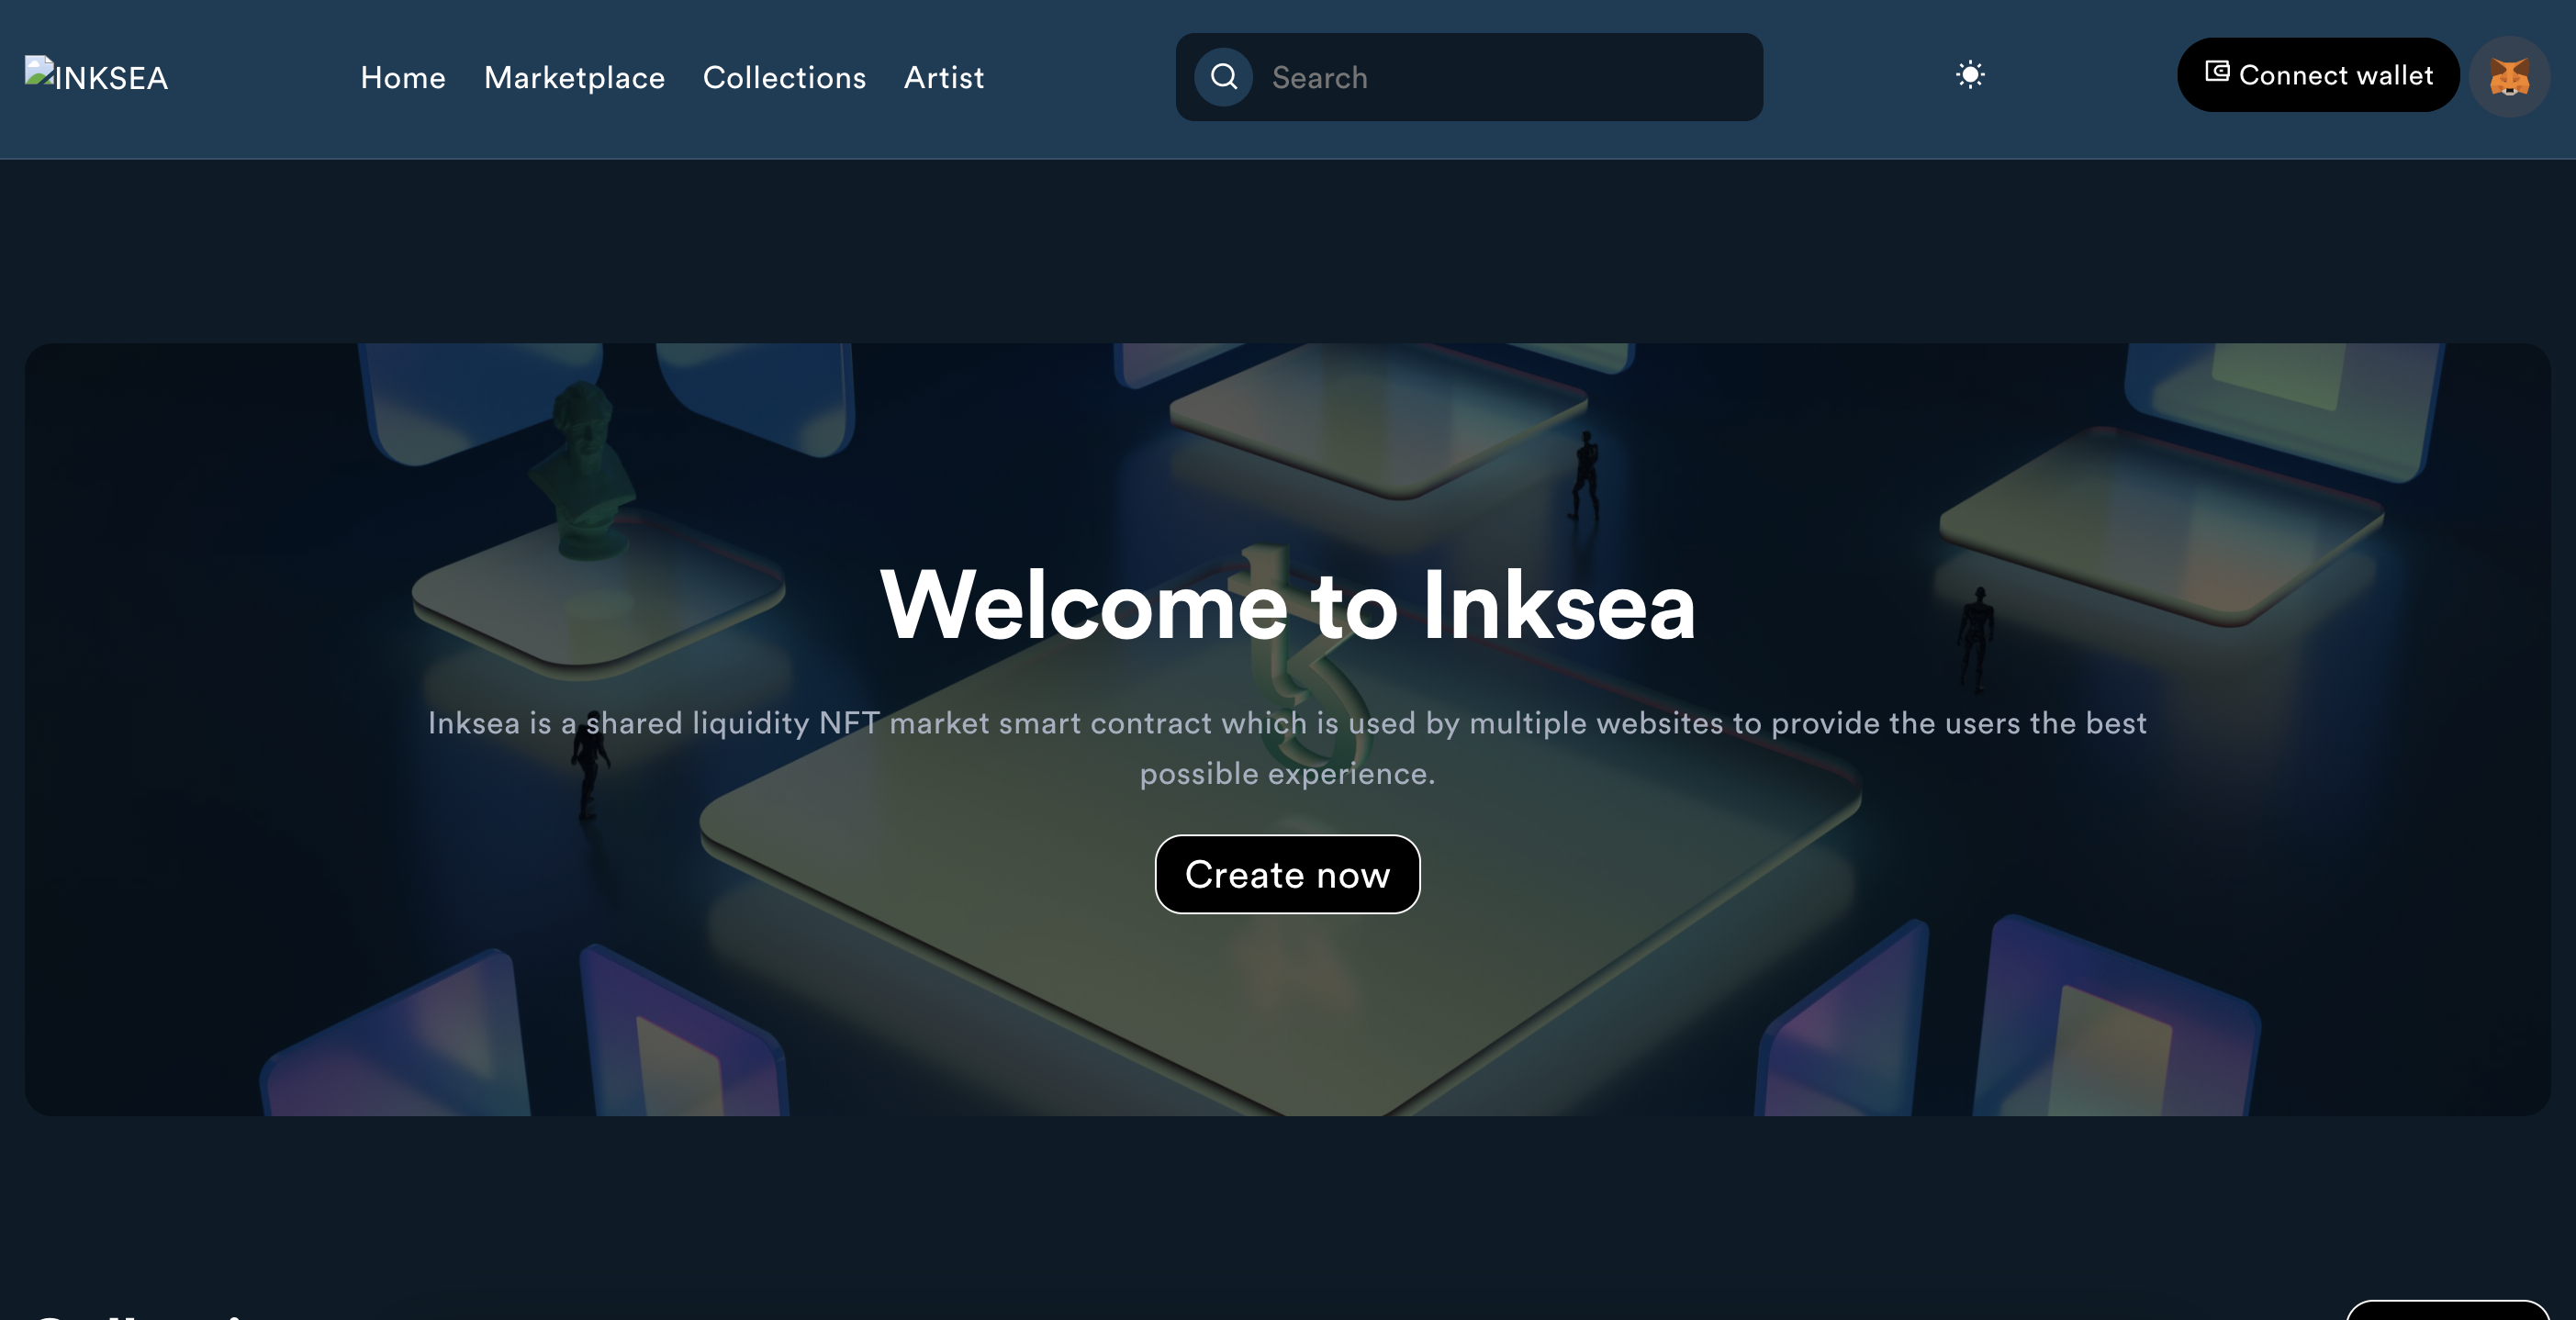 INKSEA
Home Marketplace Collections Artist
Search
Connect wallet
Welcome to Inksea
Inksea is a shared liquidity NFT market smart contract which is used by multiple websites to provide the users the best
possible experience.
Create now